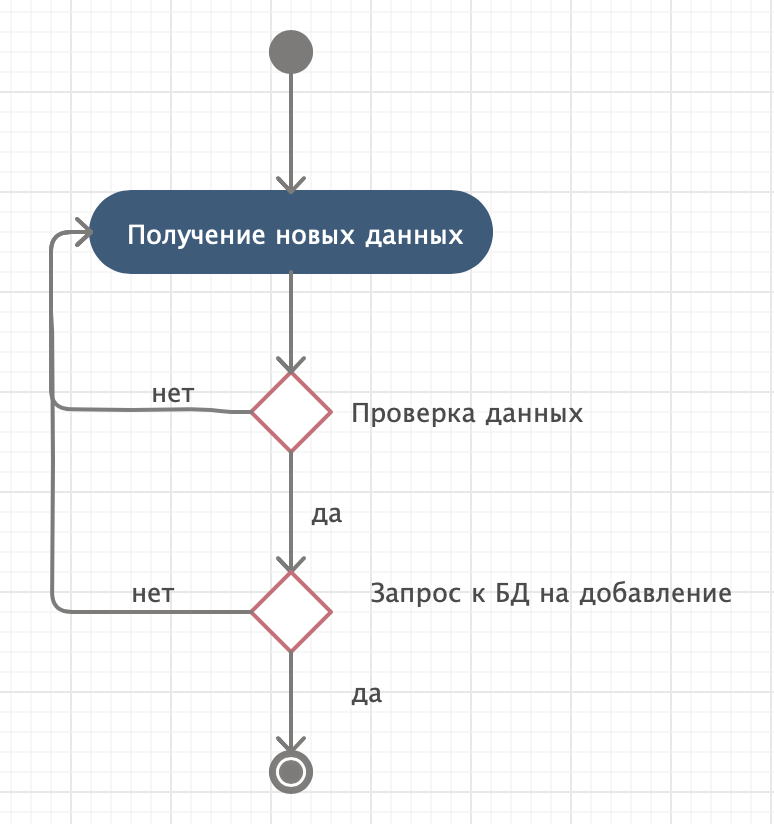 Получение новых данных
нет
Проверка данных
да
нет
Запрос к БД на добавление
да